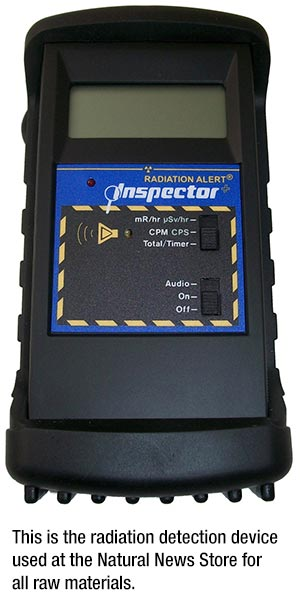 RADIATION ALERT®
Inspector+
mR/hr µSv/hr
CPM CPS
Total/Timer
Audio
On
Off
This is the radiation detection device
used at the Natural News Store for
all raw materials.